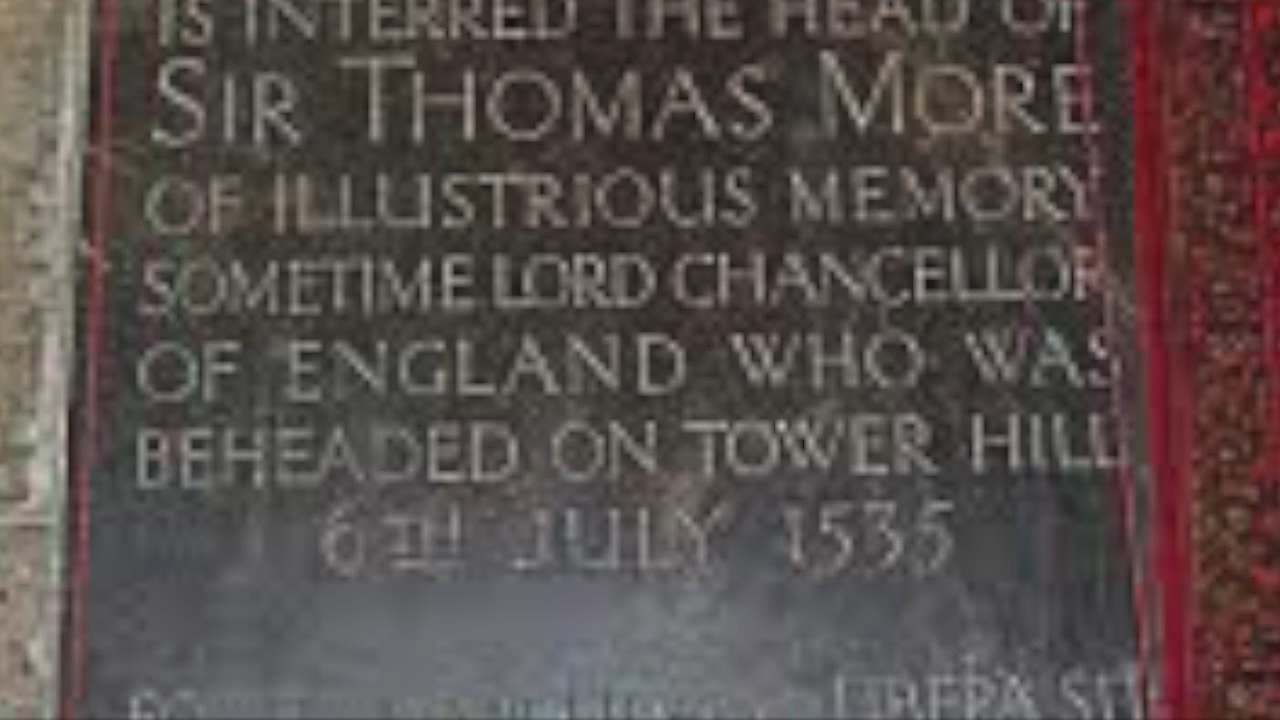 IS INTERRED THE HEAD OF
SIR THOMAS MORE
OF ILLUSTRIOUS MEMORY
SOMETIME LORD CHANCELLOR
OF ENGLAND WHO WAS
BEHEADED ON TOWER HILL
6TH JULY 1535